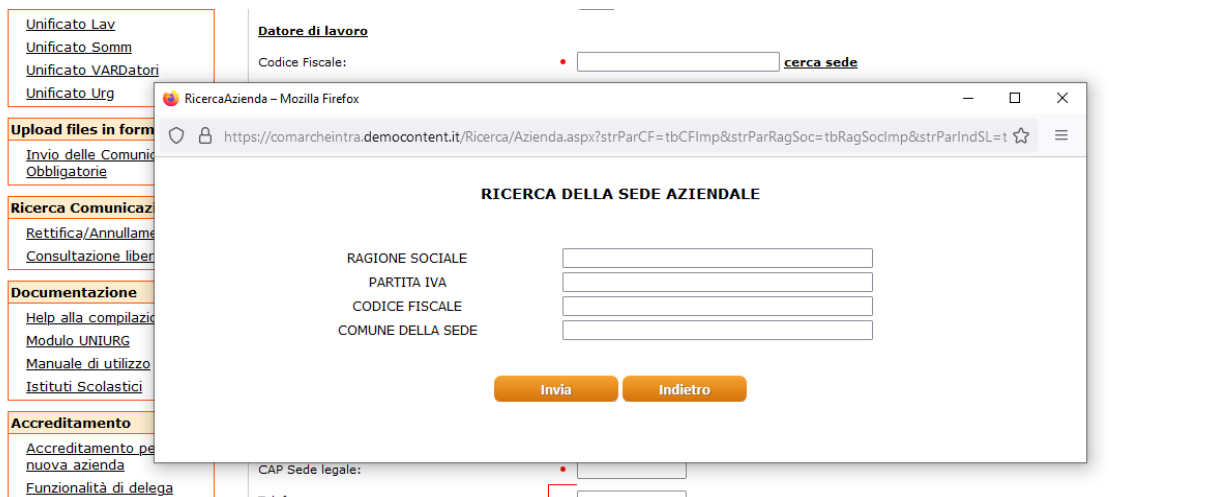 Unificato Lav
Unificato Somm
Unificato VARDatori
Unificato Urg
Upload files in form
Invio delle Comunic
Obbligatorie
Ricerca Comunicazi
Rettifica/Annullame
Consultazione liber
Documentazione
Help alla compilazio
Modulo UNIURG
Manuale di utilizzo
Istituti Scolastici
Accreditamento
Accreditamento pe
nuova azienda
Funzionalità di delega
Datore di lavoro
Codice Fiscale:
cerca sede
RicercaAzienda – Mozilla Firefox
https://comarcheintra.democontent.it/Ricerca/Azienda.aspx?strParCF=tbCFImp&strParRagSoc=tbRagSocImp&strParIndSL=t
RICERCA DELLA SEDE AZIENDALE
RAGIONE SOCIALE
PARTITA IVA
CODICE FISCALE
COMUNE DELLA SEDE
Invia Indietro
CAP Sede legale: